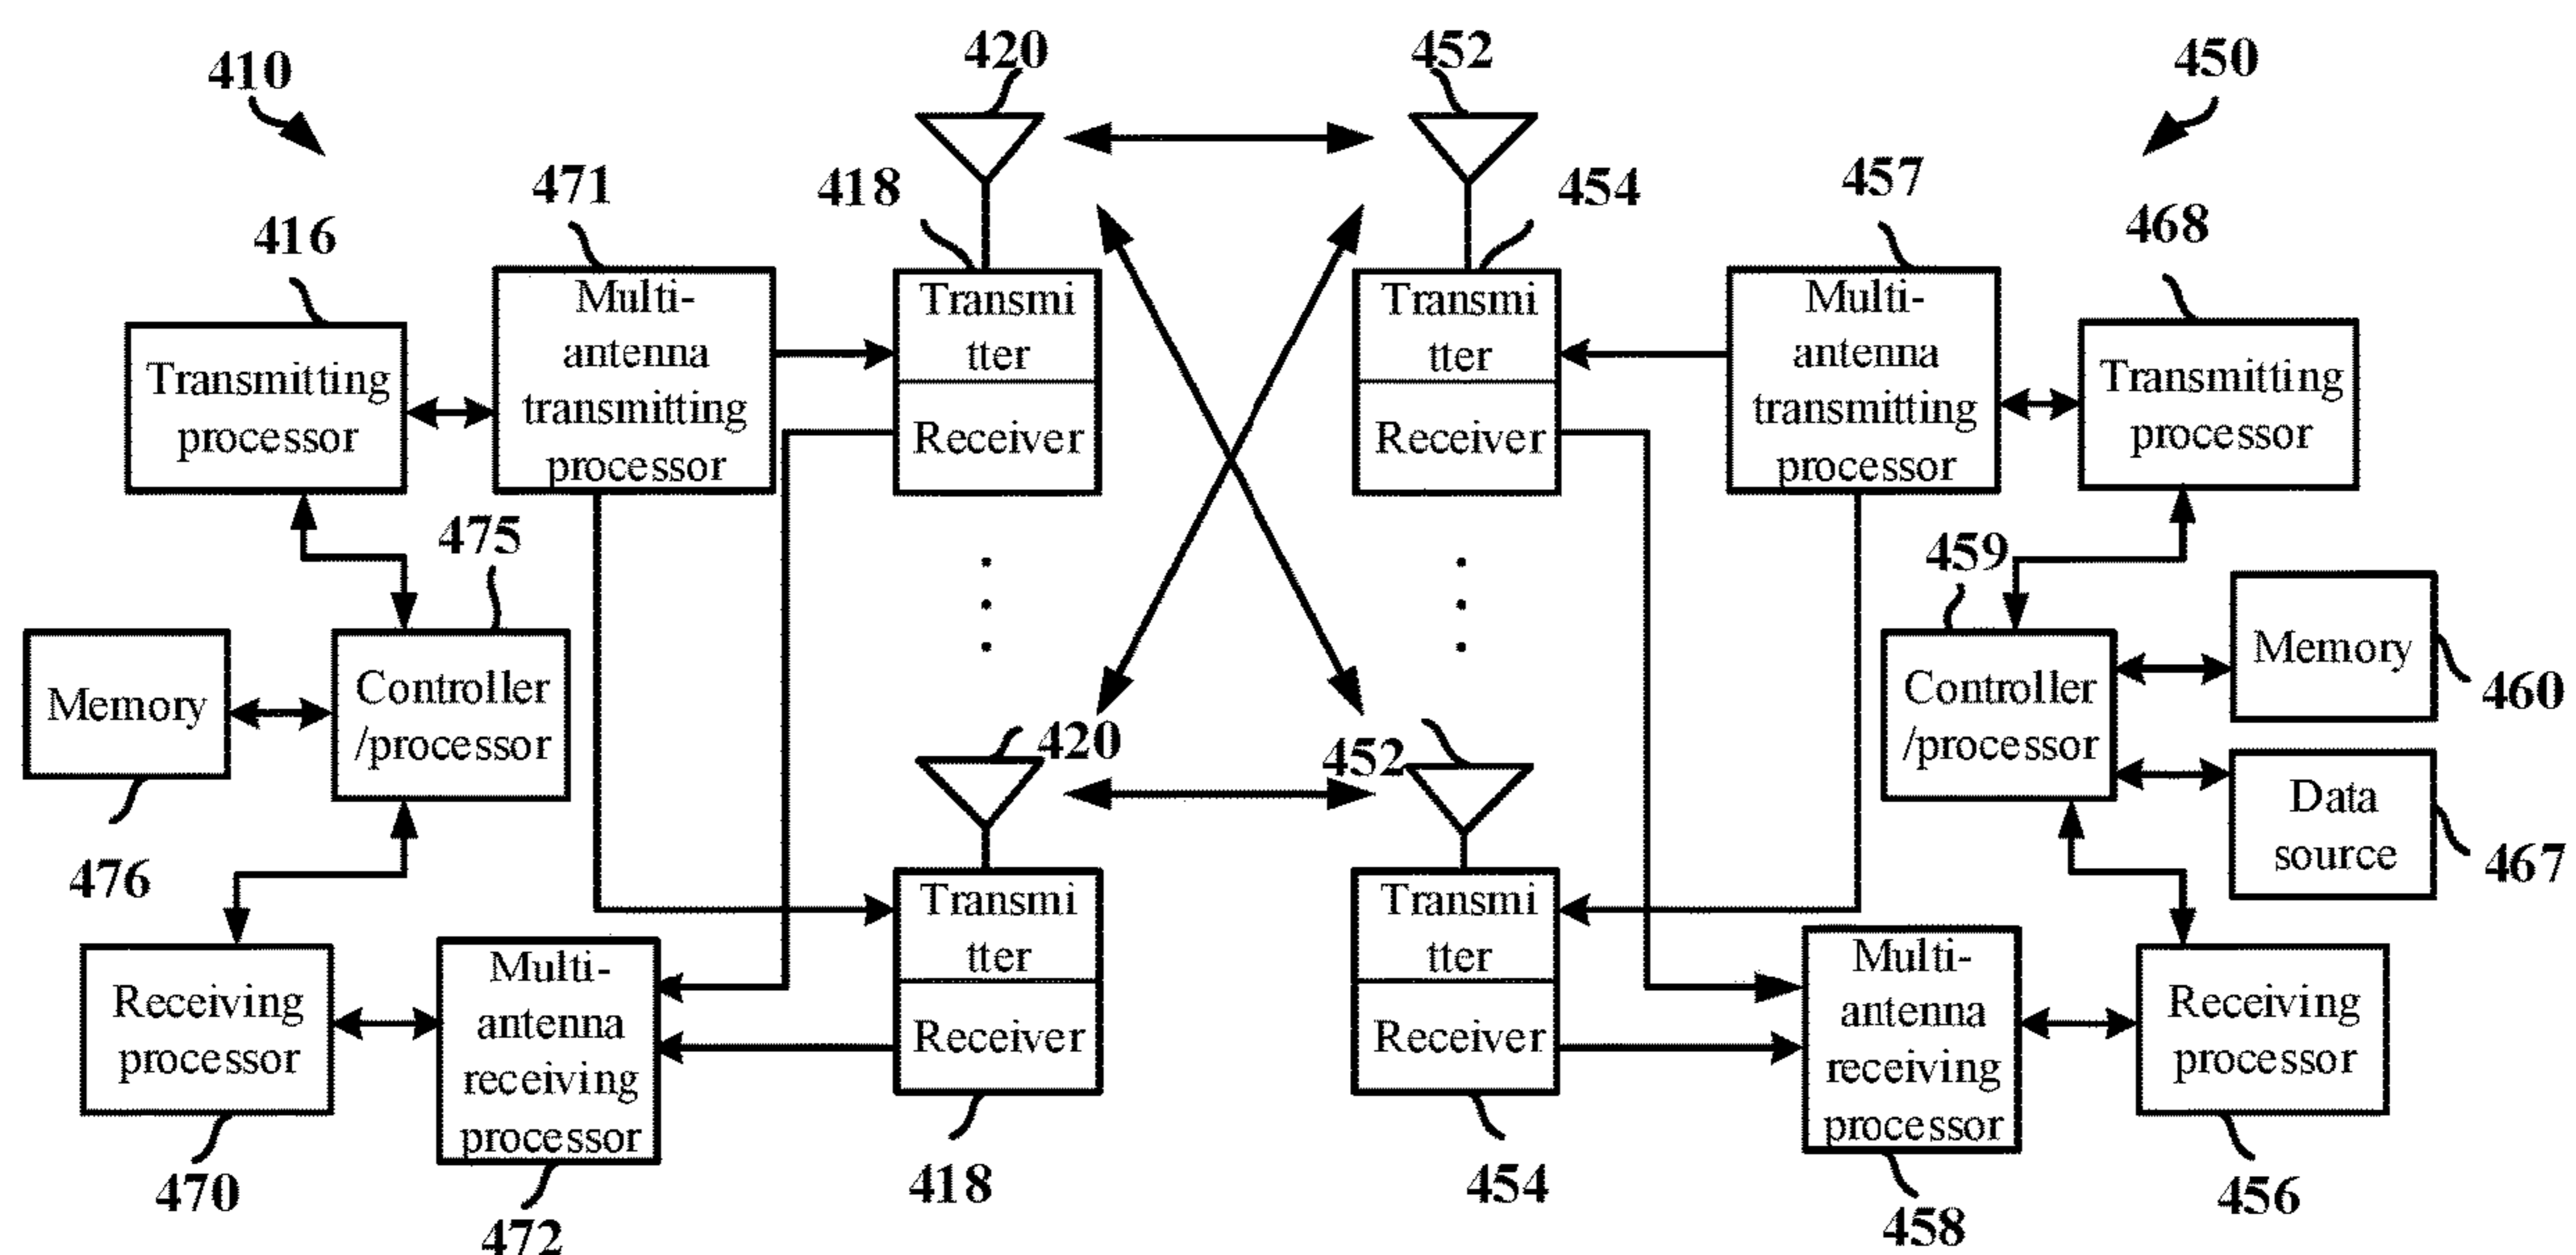 420
452
410
450
471
418
454
457
416
468
Multi-
antenna
transmitting
processor
Transmi
tter
Receiver
Transmi
tter
Receiver
Multi-
antenna
transmitting
processor
Transmitting
processor
Transmitting
processor
475
459
Memory
Controller
/processor
Controller
/processor
Memory
460
420
452
Data
source
467
476
Transmi
tter
Receiver
Transmi
tter
Receiver
Receiving
processor
Multi-
antenna
receiving
processor
Multi-
antenna
receiving
processor
Receiving
processor
470
472
418
454
458
456